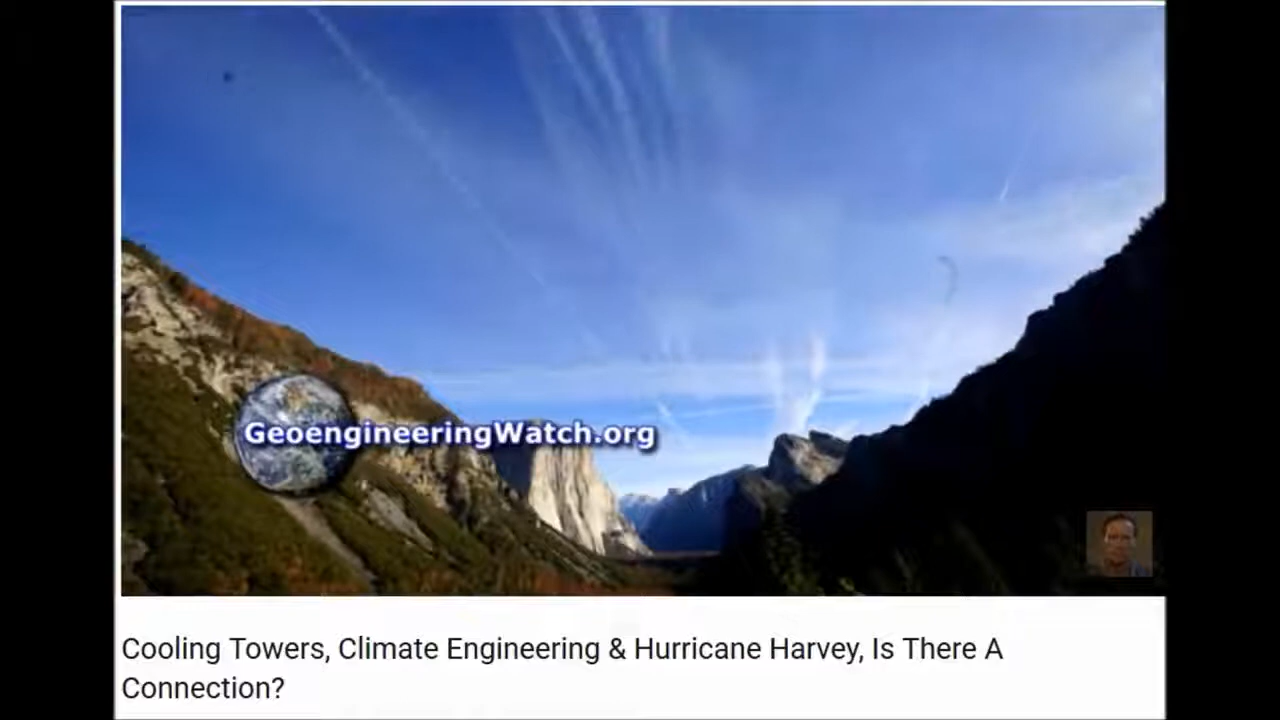 GeoengineeringWatch.org
Cooling Towers, Climate Engineering & Hurricane Harvey, Is There A
Connection?